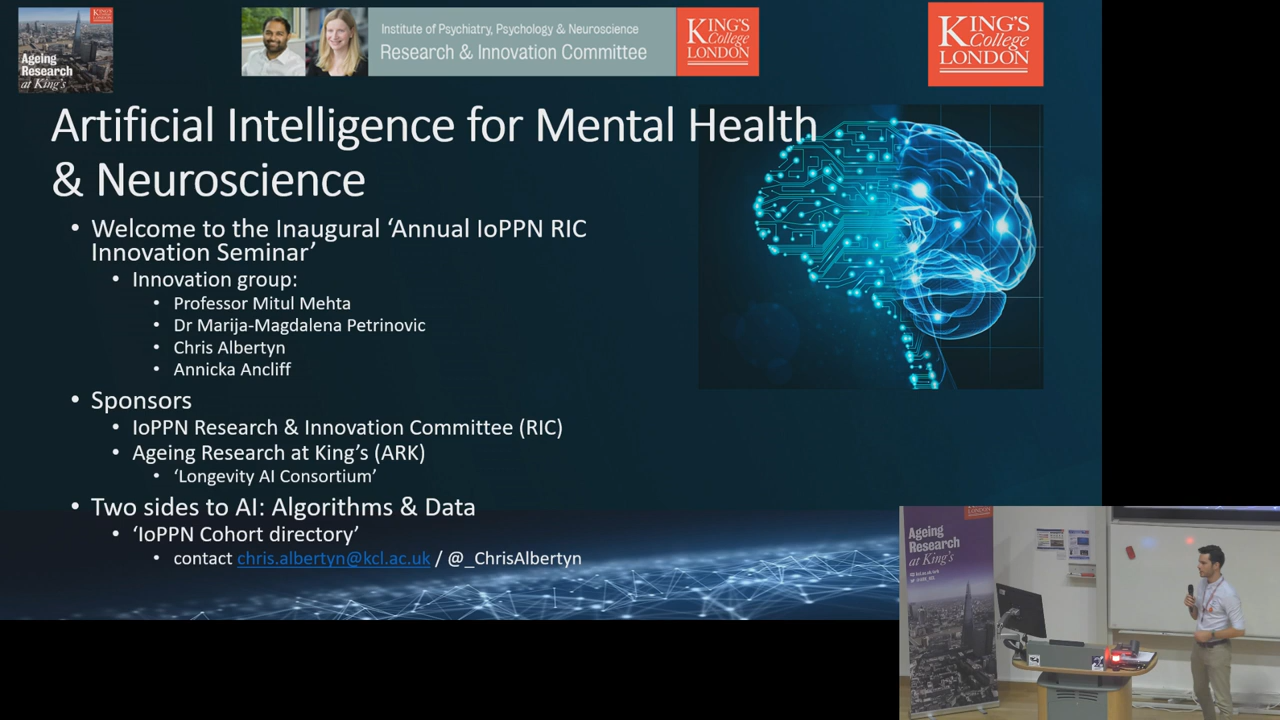 Ageing
Research
at King's
KING'S
College
LONDON
Institute of Psychiatry, Psychology & Neuroscience
Research & Innovation Committee
KING'S
College
LONDON
KING'S
College
LONDON
Artificial Intelligence for Mental Health
& Neuroscience
• Welcome to the Inaugural ‘Annual IoPPN RIC
Innovation Seminar’
• Innovation group:
• Professor Mitul Mehta
• Dr Marija-Magdalena Petrinovic
• Chris Albertyn
• Annicka Ancliff
• Sponsors
• IoPPN Research & Innovation Committee (RIC)
• Ageing Research at King’s (ARK)
• ‘Longevity AI Consortium’
• Two sides to AI: Algorithms & Data
• ‘IoPPN Cohort directory’
• contact chris.albertyn@kcl.ac.uk / @_ChrisAlbertyn
Ageing
Research
at King's